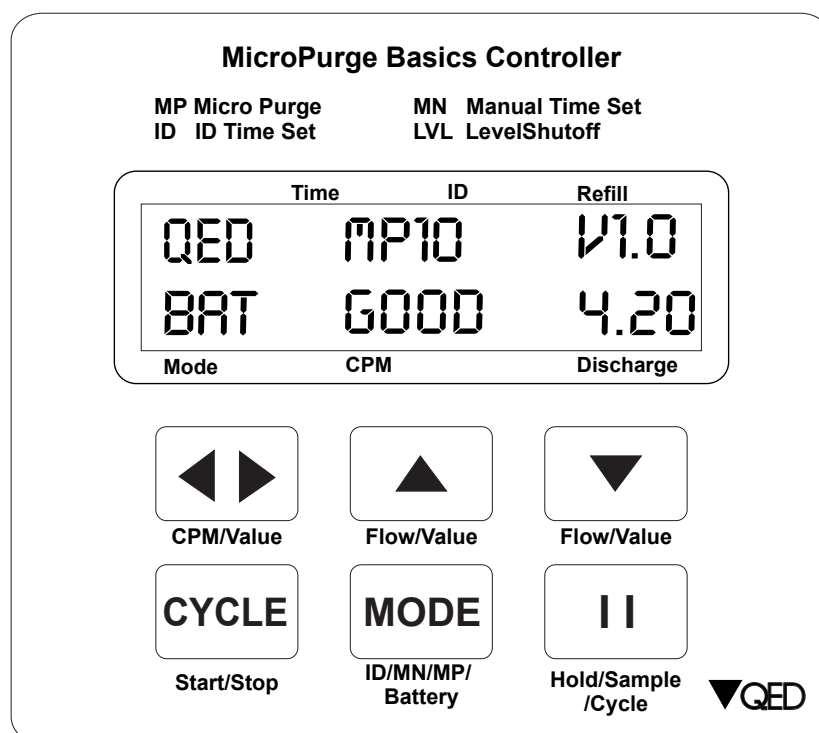 MicroPurge Basics Controller
MP Micro Purge MN Manual Time Set
ID ID Time Set LVL LevelShutoff
Time ID Refill
QED MP10 V1.0
BAT GOOD 4.20
Mode CPM Discharge
CPM/Value Flow/Value Flow/Value
CYCLE MODE II
Start/Stop ID/MN/MP/ Hold/Sample
Battery /Cycle
QED